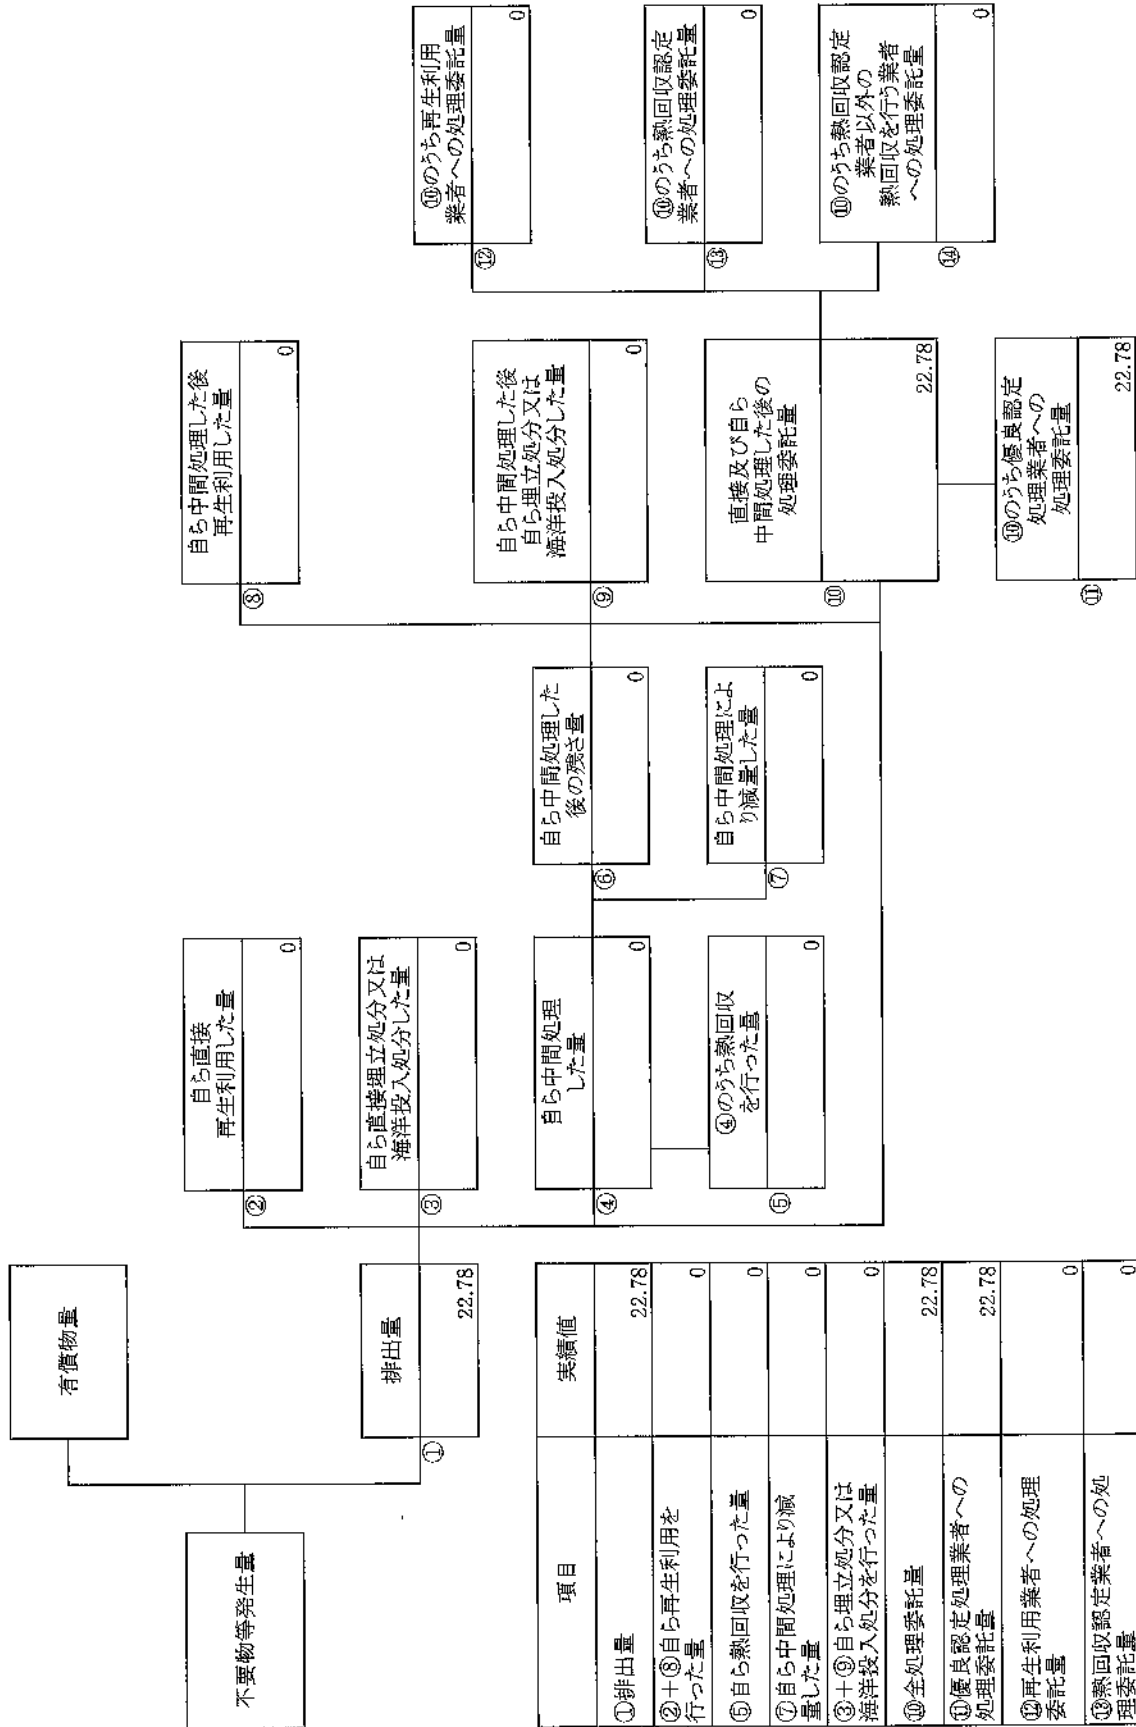 不要物等発生量
有償物量
①
排出量
22.78
②
自ら直接
再生利用した量
0
③
自ら直接埋立処分又は
海洋投入処分した量
0
④
自ら中間処理
した量
0
⑤
④のうち熱回収
を行った量
0
⑥
自ら中間処理した
後の残さ量
0
⑦
自ら中間処理によ
り減量した量
0
⑧
自ら中間処理した後
再生利用した量
0
⑨
自ら中間処理した後
自ら埋立処分又は
海洋投入処分した量
0
⑩
直接及び自ら
中間処理した後の
処理委託量
22.78
⑪
⑩のうち優良認定
処理業者への
処理委託量
22.78
⑫
⑩のうち再生利用
業者への処理委託量
0
⑬
⑩のうち熱回収認定
業者への処理委託量
0
⑭
⑩のうち熱回収認定
業者以外の
熱回収を行う業者
への処理委託量
0
項目 実績値
①排出量 22.78
②+⑧自ら再生利用を
行った量 0
⑤自ら熱回収を行った量 0
⑦自ら中間処理により減
量した量 0
③+⑨自ら埋立処分又は
海洋投入処分を行った量 0
⑩全処理委託量 22.78
⑪優良認定処理業者への
処理委託量 22.78
⑫再生利用業者への処理
委託量 0
⑬熱回収認定業者への処
理委託量 0